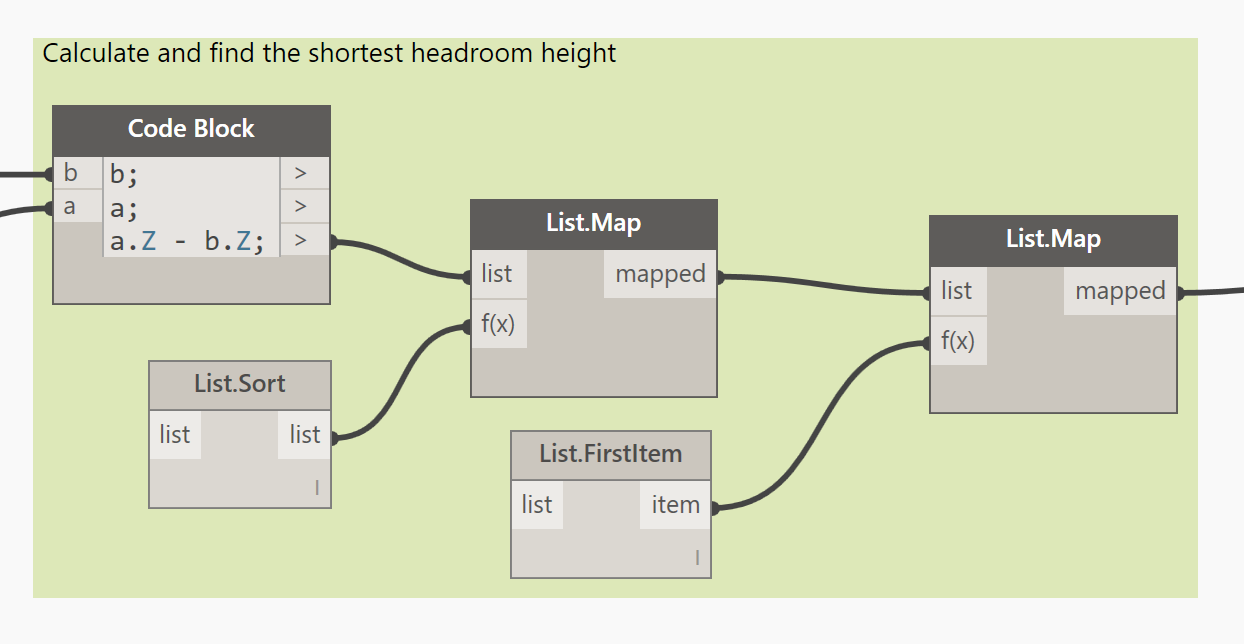 Calculate and find the shortest headroom height
Code Block
b b; >
a a; >
a.Z - b.Z; >
List.Map
list mapped
f(x)
List.Map
list mapped
f(x)
List.Sort
list list
l
List.FirstItem
list item
l